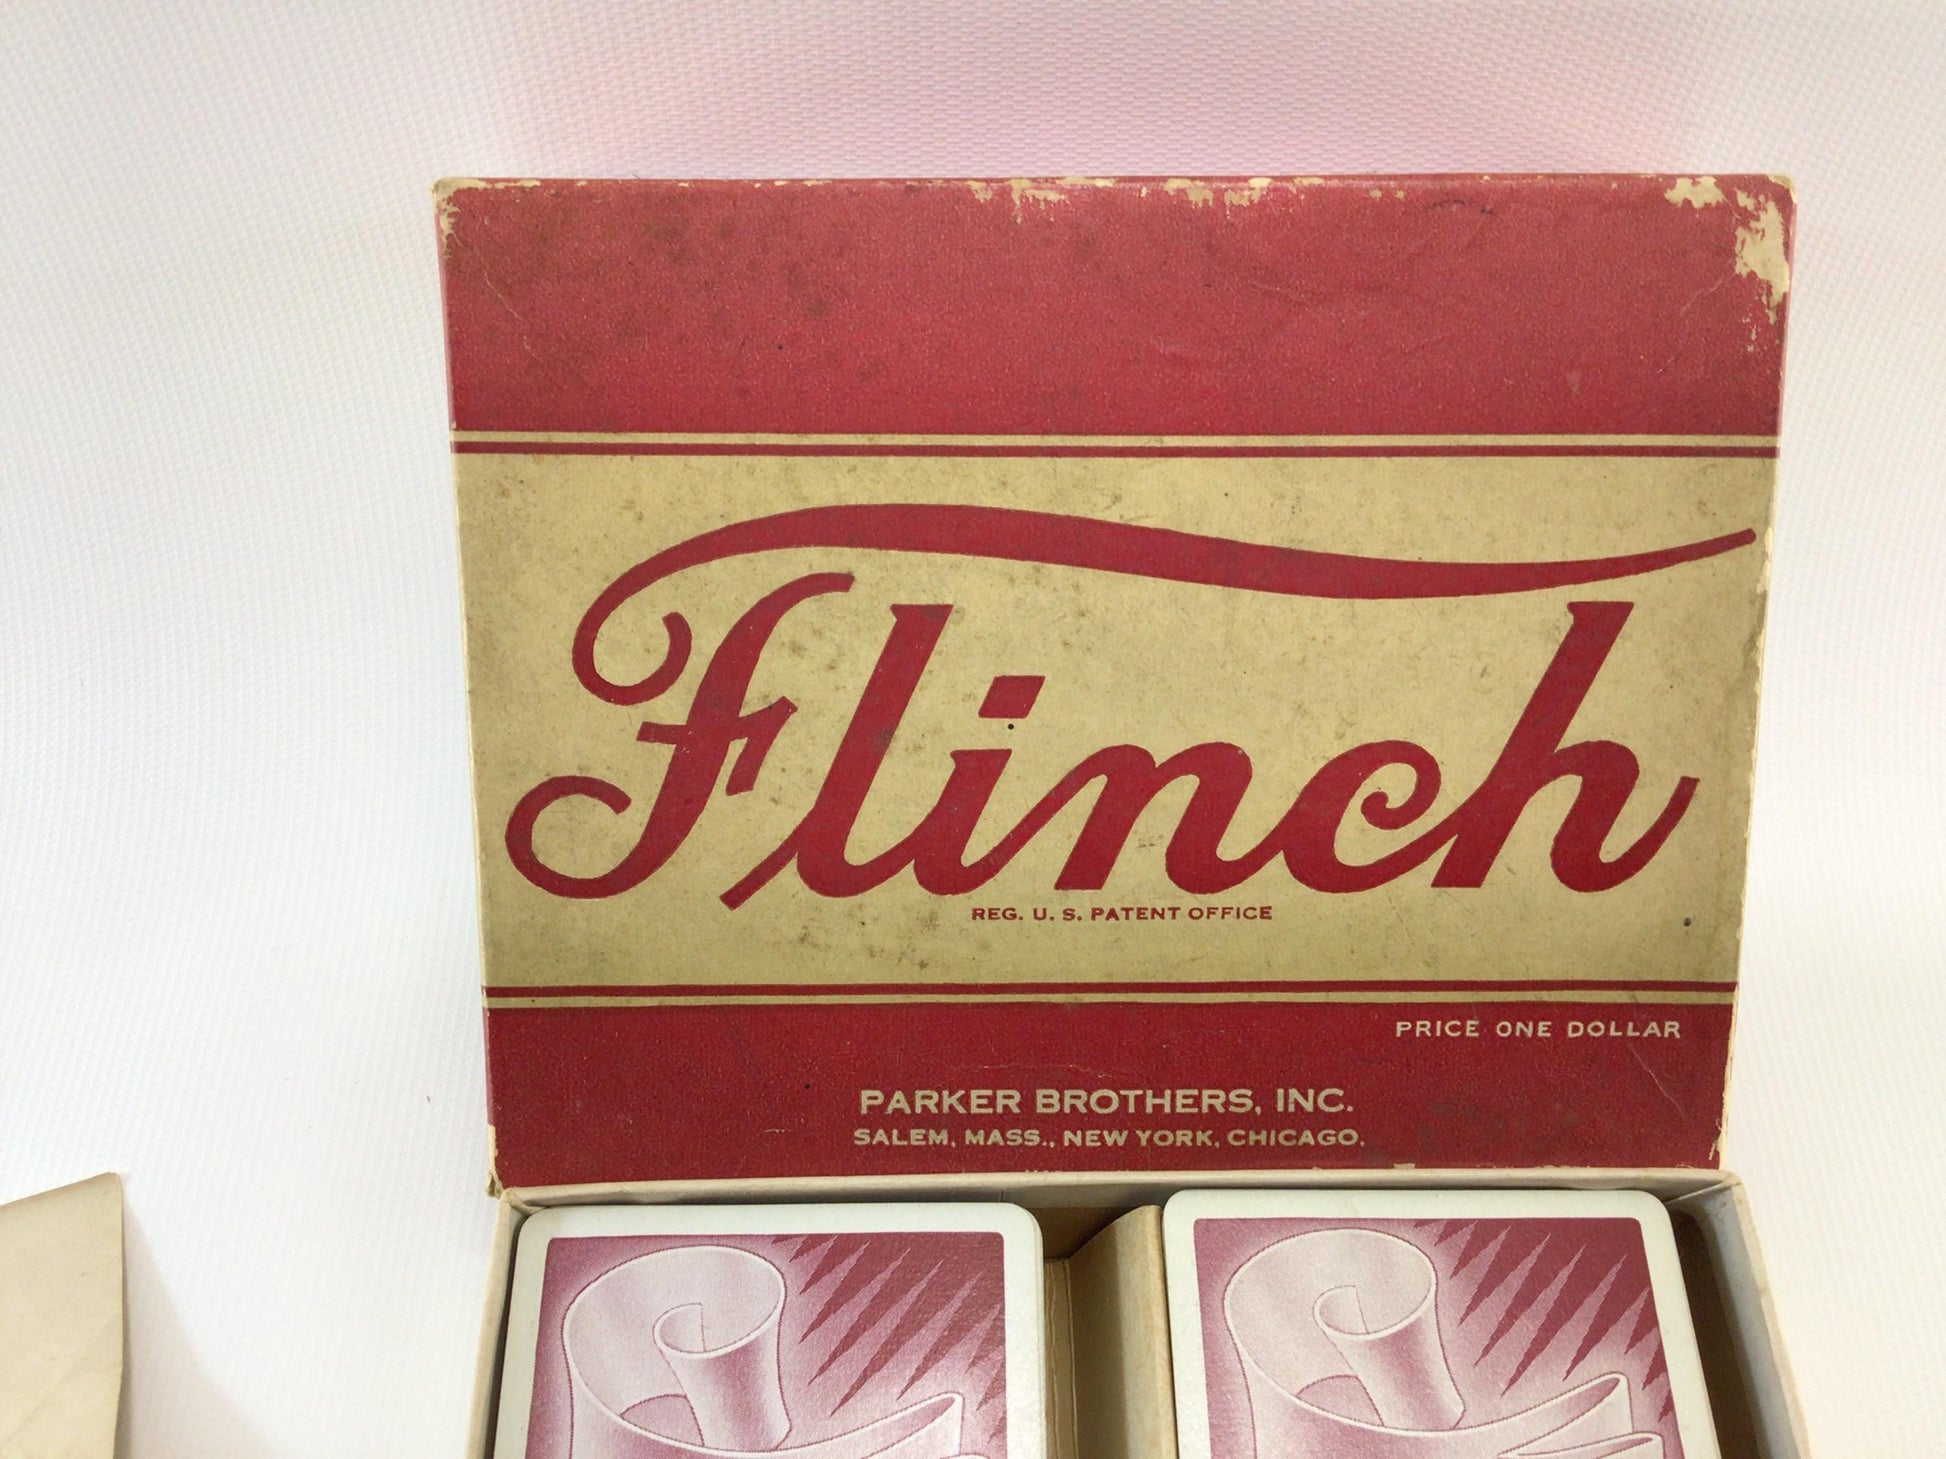 Flinch
REG. U. S. PATENT OFFICE
PRICE ONE DOLLAR
PARKER BROTHERS, INC.
SALEM, MASS., NEW YORK, CHICAGO.